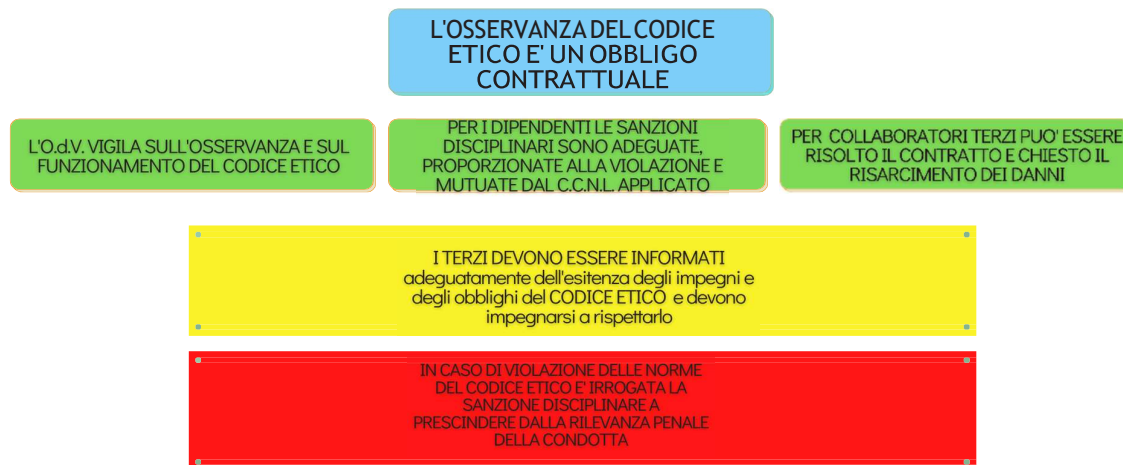 L'OSSERVANZA DEL CODICE
ETICO E' UN OBBLIGO
CONTRATTUALE
L'O.d.V. VIGILA SULL'OSSERVANZA E SUL
FUNZIONAMENTO DEL CODICE ETICO
PER I DIPENDENTI LE SANZIONI
DISCIPLINARI SONO ADEGUATE,
PROPORZIONATE ALLA VIOLAZIONE E
MUTUATE DAL C.C.N.L. APPLICATO
PER COLLABORATORI TERZI PUO' ESSERE
RISOLTO IL CONTRATTO E CHIESTO IL
RISARCIMENTO DEI DANNI
I TERZI DEVONO ESSERE INFORMATI
adeguatamente dell'esitenza degli impegni e
degli obblighi del CODICE ETICO e devono
impegnarsi a rispettarlo
IN CASO DI VIOLAZIONE DELLE NORME
DEL CODICE ETICO E' IRROGATA LA
SANZIONE DISCIPLINARE A
PRESCINDERE DALLA RILEVANZA PENALE
DELLA CONDOTTA